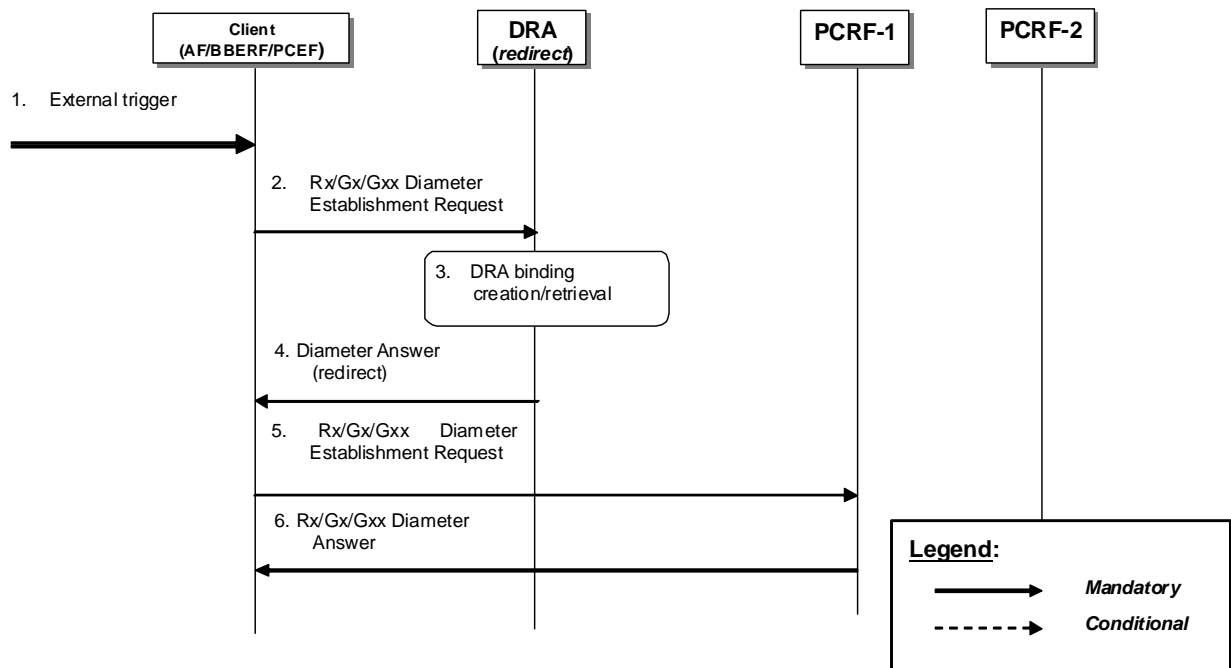 Client
(AF/BBERF/PCEF)
DRA
(redirect)
PCRF-1
PCRF-2
1. External trigger
2. Rx/Gx/Gxx Diameter
Establishment Request
3. DRA binding
creation/retrieval
4. Diameter Answer
(redirect)
5. Rx/Gx/Gxx Diameter
Establishment Request
6. Rx/Gx/Gxx Diameter
Answer
Legend:
Mandatory
Conditional